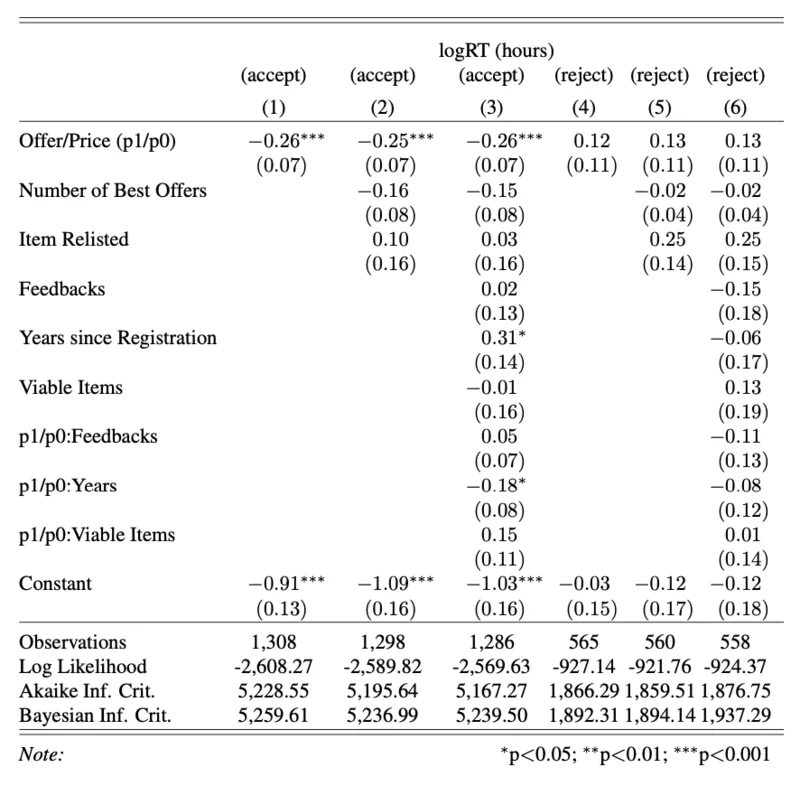 logRT (hours)
(accept) (accept) (accept) (reject) (reject) (reject)
(1) (2) (3) (4) (5) (6)
Offer/Price (p1/p0) −0.26*** −0.25*** −0.26*** 0.12 0.13 0.13
(0.07) (0.07) (0.07) (0.11) (0.11) (0.11)
Number of Best Offers −0.16 −0.15 −0.02 −0.02
(0.08) (0.08) (0.04) (0.04)
Item Relisted 0.10 0.03 0.25 0.25
(0.16) (0.16) (0.14) (0.15)
Feedbacks 0.02 −0.15
(0.13) (0.18)
Years since Registration 0.31* −0.06
(0.14) (0.17)
Viable Items −0.01 0.13
(0.16) (0.19)
p1/p0:Feedbacks 0.05 −0.11
(0.07) (0.13)
p1/p0:Years −0.18* −0.08
(0.08) (0.12)
p1/p0:Viable Items 0.15 0.01
(0.11) (0.14)
Constant −0.91*** −1.09*** −1.03*** −0.03 −0.12 −0.12
(0.13) (0.16) (0.16) (0.15) (0.17) (0.18)
Observations 1,308 1,298 1,286 565 560 558
Log Likelihood -2,608.27 -2,589.82 -2,569.63 -927.14 -921.76 -924.37
Akaike Inf. Crit. 5,228.55 5,195.64 5,167.27 1,866.29 1,859.51 1,876.75
Bayesian Inf. Crit. 5,259.61 5,236.99 5,239.50 1,892.31 1,894.14 1,937.29
Note: *p<0.05; **p<0.01; ***p<0.001